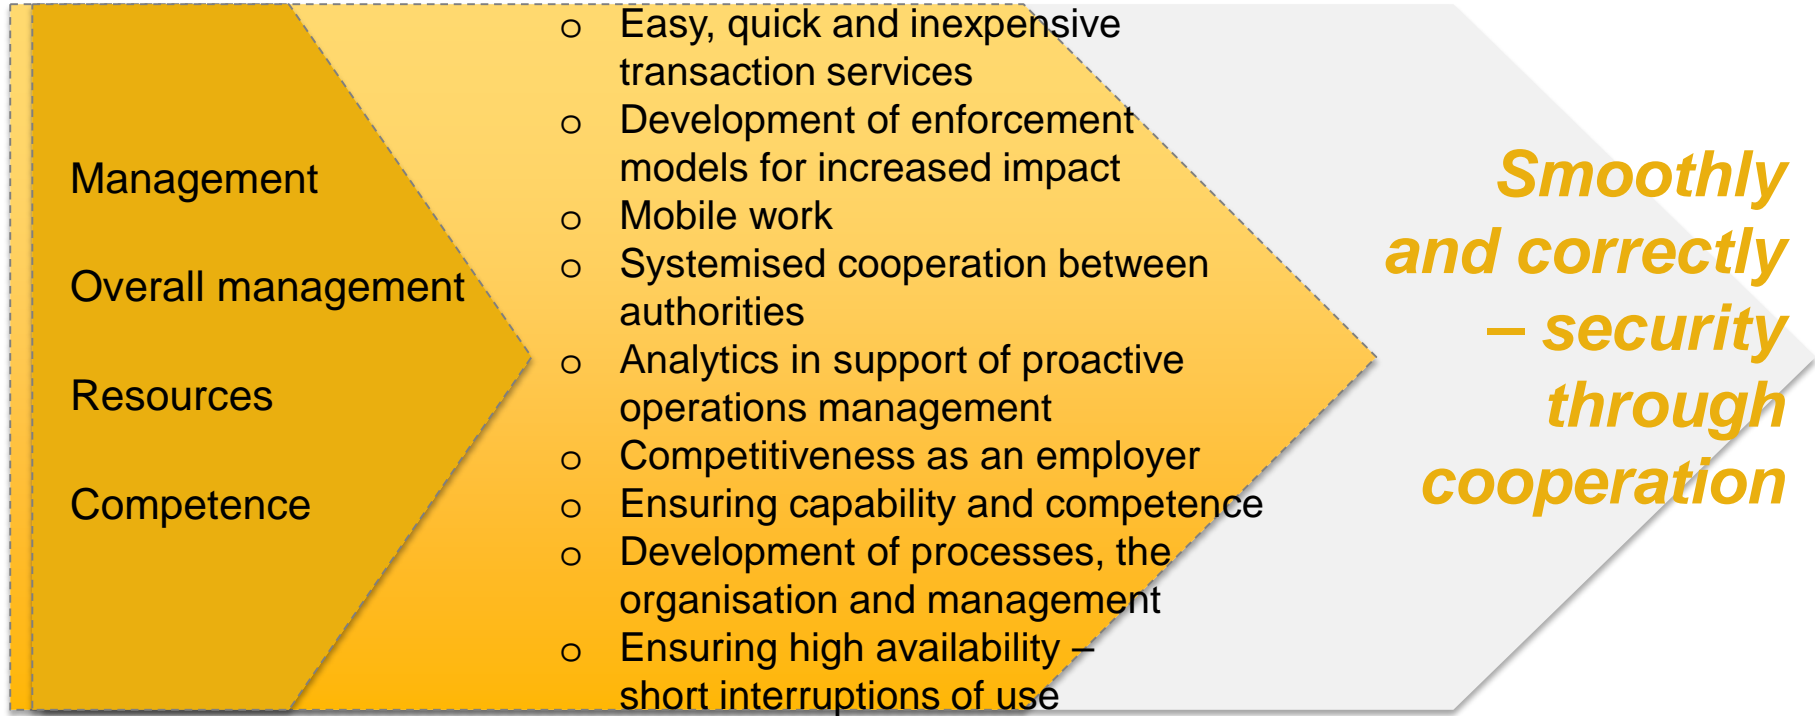 Management
Overall management
Resources
Competence
o Easy, quick and inexpensive
transaction services
o Development of enforcement
models for increased impact
o Mobile work
o Systemised cooperation between
authorities
o Analytics in support of proactive
operations management
o Competitiveness as an employer
o Ensuring capability and competence
o Development of processes, the
organisation and management
o Ensuring high availability –
short interruptions of use
Smoothly
and correctly
– security
through
cooperation